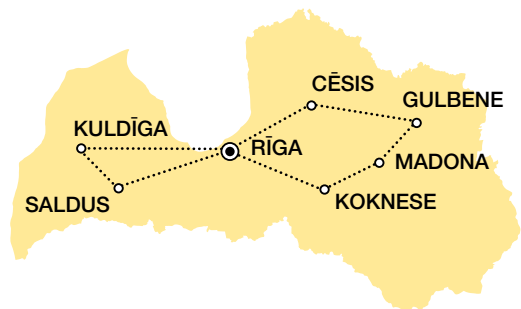 CĒSIS
GULBENE
KULDĪGA
RĪGA
MADONA
SALDUS
KOKNESE